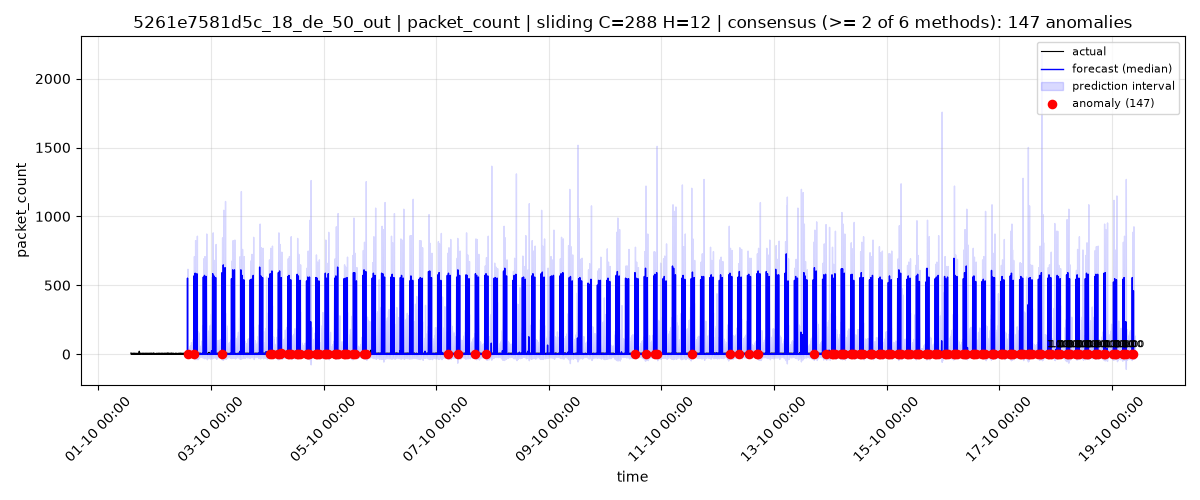 5261e7581d5c_18_de_50_out | packet_count | sliding C=288 H=12 | consensus (>= 2 of 6 methods): 147 anomalies
actual
forecast (median)
prediction interval
anomaly (147)
packet_count
2000
1500
1000
500
0
01-10 00:00
03-10 00:00
05-10 00:00
07-10 00:00
09-10 00:00
11-10 00:00
13-10 00:00
15-10 00:00
17-10 00:00
19-10 00:00
time